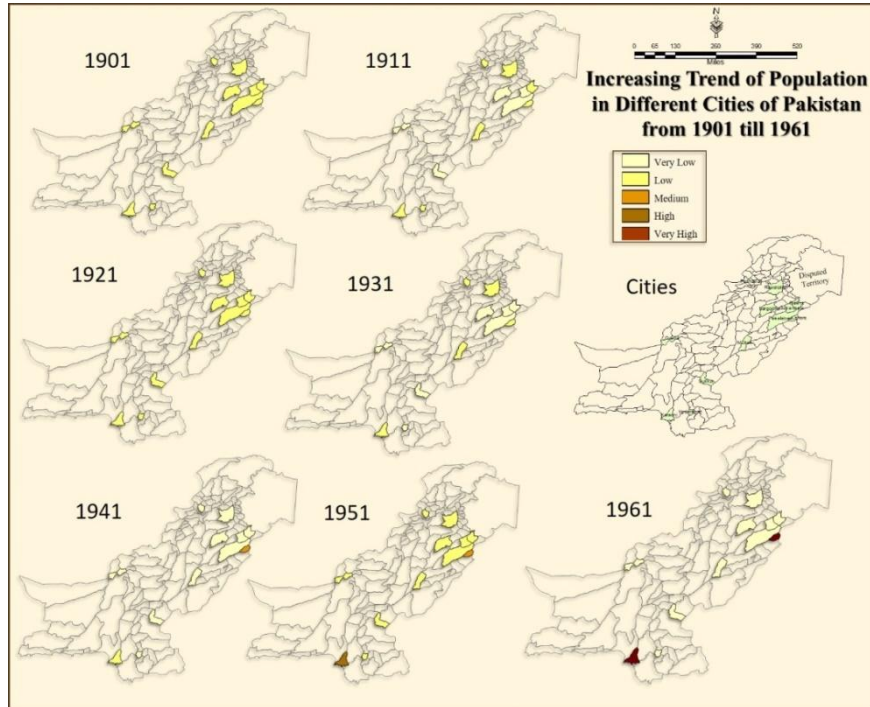 1901
1911
N
0 65 130 260 390 520
Miles
Increasing Trend of Population
in Different Cities of Pakistan
from 1901 till 1961
Very Low
Low
Medium
High
Very High
1921
1931
Cities
Disputed
Territory
1941
1951
1961